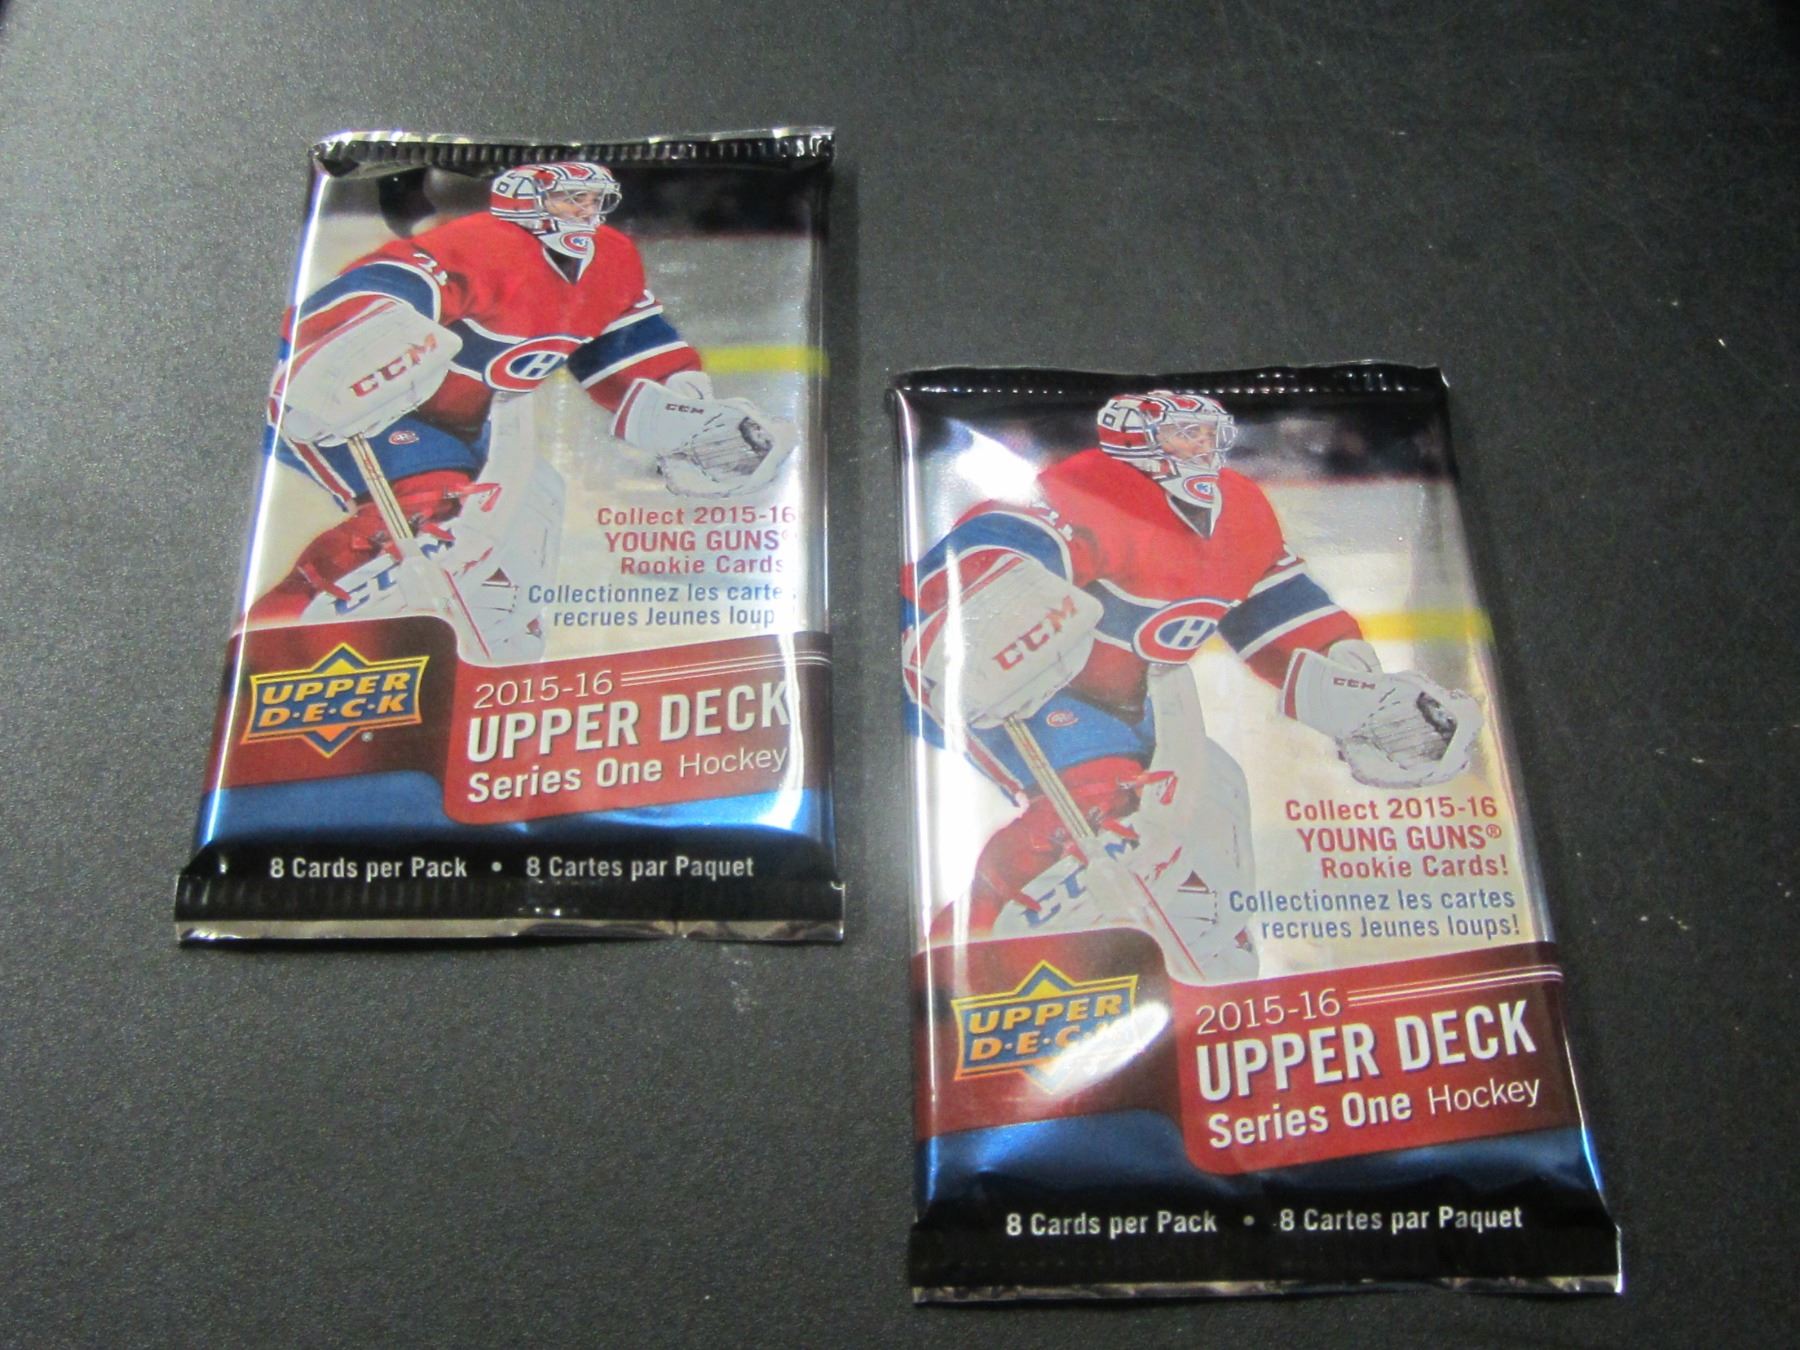 CCM
CCM
Collect 2015-16
YOUNG GUNS®
Rookie Cards
Collectionnez les cartes
recrues Jeunes loup
UPPER
D·E·C·K
2015-16
UPPER DECK
Series One Hockey
8 Cards per Pack • 8 Cartes par Paquet
CCM
CCM
Collect 2015-16
YOUNG GUNS®
Rookie Cards!
Collectionnez les cartes
recrues Jeunes loups!
UPPER
D·E·C·K
2015-16
UPPER DECK
Series One Hockey
8 Cards per Pack • 8 Cartes par Paquet